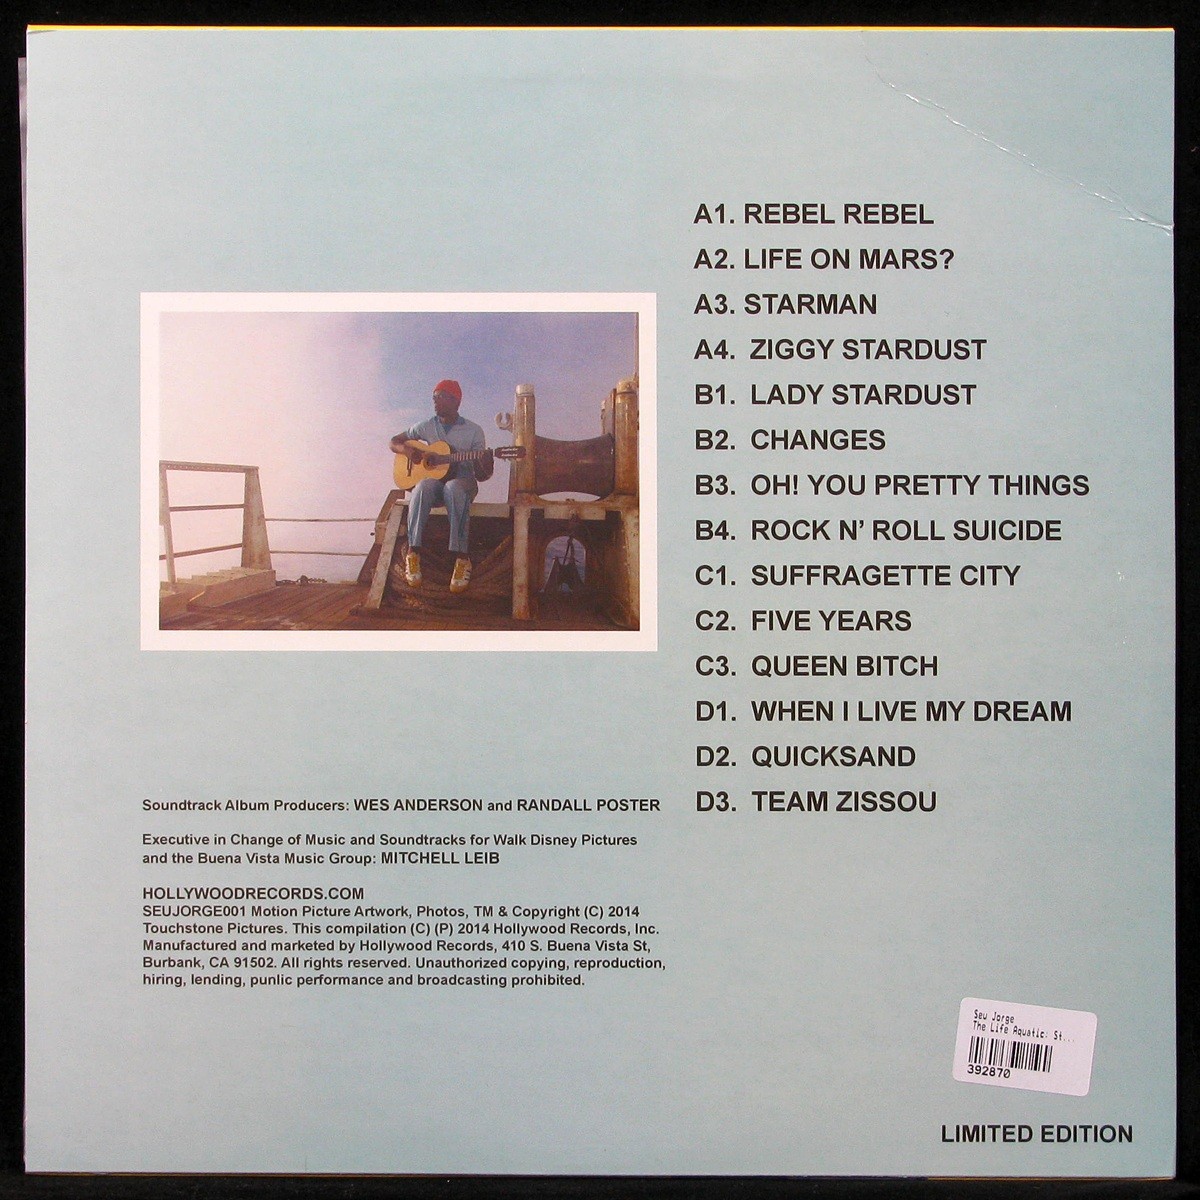 A1. REBEL REBEL
A2. LIFE ON MARS?
A3. STARMAN
A4. ZIGGY STARDUST
B1. LADY STARDUST
B2. CHANGES
B3. OH! YOU PRETTY THINGS
B4. ROCK N’ ROLL SUICIDE
C1. SUFFRAGETTE CITY
C2. FIVE YEARS
C3. QUEEN BITCH
D1. WHEN I LIVE MY DREAM
D2. QUICKSAND
D3. TEAM ZISSOU
Soundtrack Album Producers: WES ANDERSON and RANDALL POSTER
Executive in Change of Music and Soundtracks for Walk Disney Pictures
and the Buena Vista Music Group: MITCHELL LEIB
HOLLYWOODRECORDS.COM
SEUJORGE001 Motion Picture Artwork, Photos, TM & Copyright (C) 2014
Touchstone Pictures. This compilation (C) (P) 2014 Hollywood Records, Inc.
Manufactured and marketed by Hollywood Records, 410 S. Buena Vista St,
Burbank, CA 91502. All rights reserved. Unauthorized copying, reproduction,
hiring, lending, punlic performance and broadcasting prohibited.
Seu Jorge
The Life Aquatic: St...
392870
LIMITED EDITION